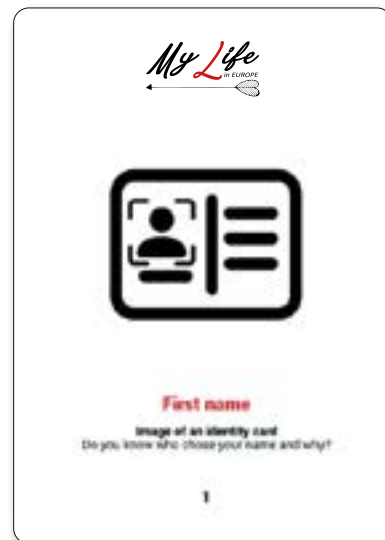 My Life
in EUROPE
First name
Image of an identity card
Do you know who chose your name and why?
1